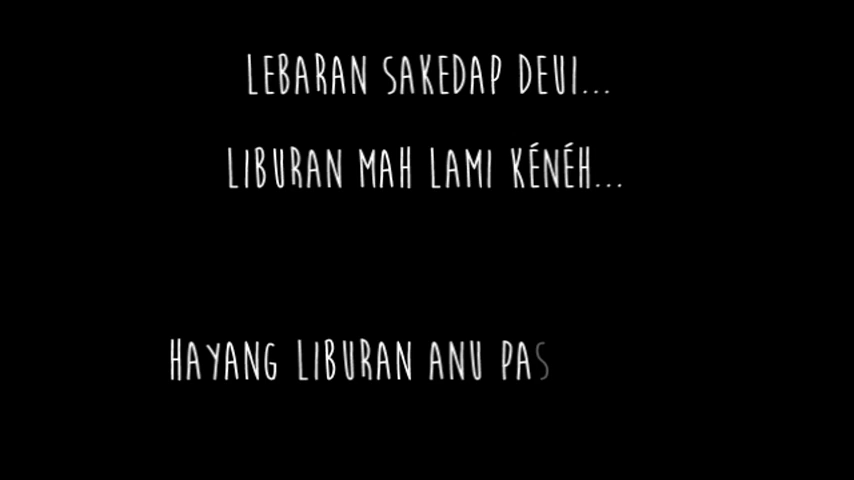 LEBARAN SAKEDAP DEUI...
LIBURAN MAH LAMI KÉNÉH...
HAYANG LIBURAN ANU PAS